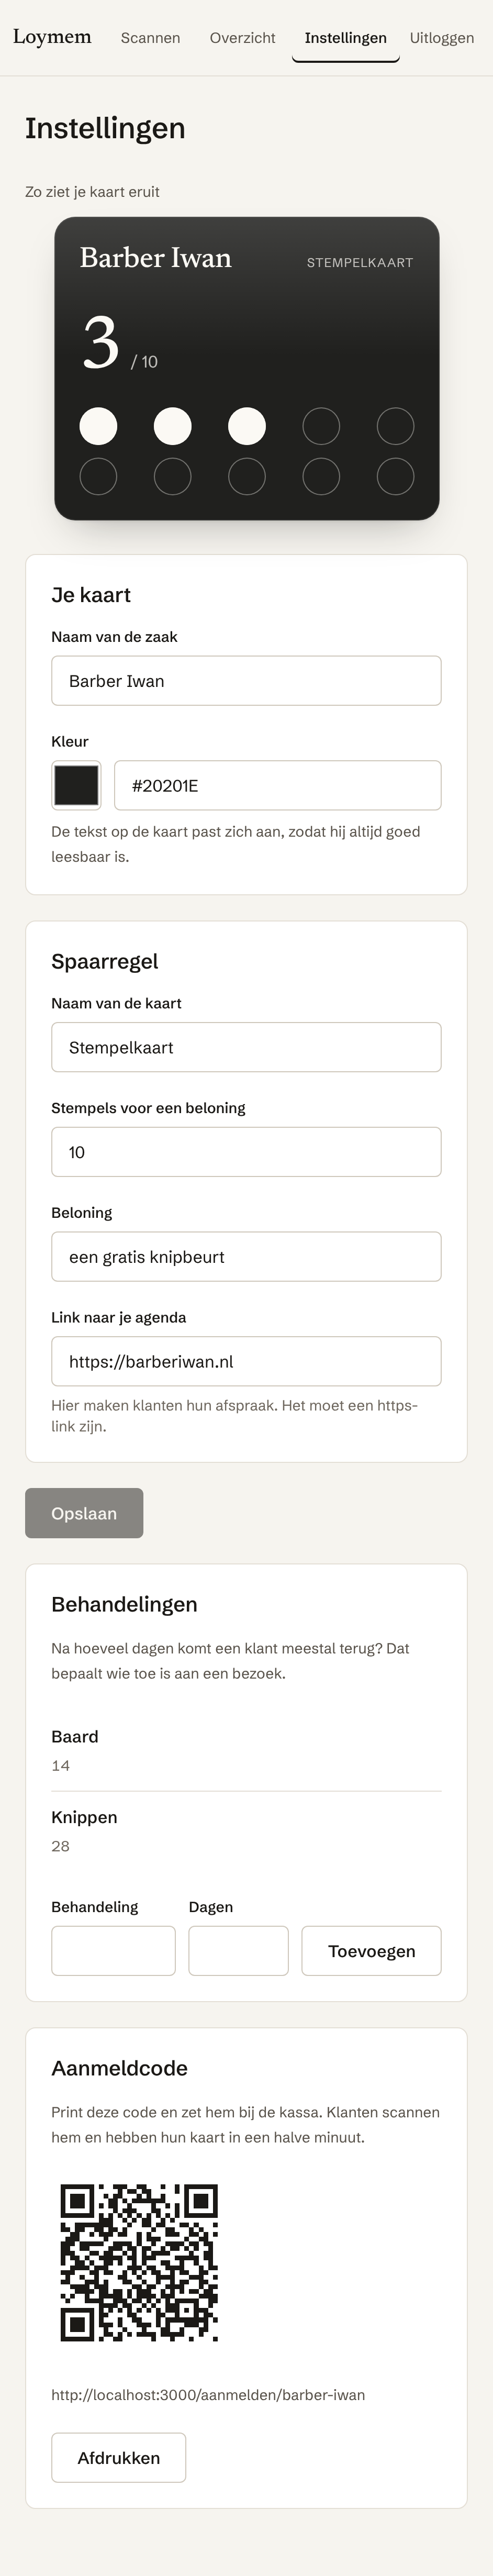 Loymem Scannen Overzicht Instellingen Uitloggen
Instellingen
Zo ziet je kaart eruit
Barber Iwan STEMPELKAART
3 / 10
Je kaart
Naam van de zaak
Barber Iwan
Kleur
#20201E
De tekst op de kaart past zich aan, zodat hij altijd goed
leesbaar is.
Spaarregel
Naam van de kaart
Stempelkaart
Stempels voor een beloning
10
Beloning
een gratis knipbeurt
Link naar je agenda
https://barberiwan.nl
Hier maken klanten hun afspraak. Het moet een https-
link zijn.
Opslaan
Behandelingen
Na hoeveel dagen komt een klant meestal terug? Dat
bepaalt wie toe is aan een bezoek.
Baard
14
Knippen
28
Behandeling Dagen
Toevoegen
Aanmeldcode
Print deze code en zet hem bij de kassa. Klanten scannen
hem en hebben hun kaart in een halve minuut.
http://localhost:3000/aanmelden/barber-iwan
Afdrukken